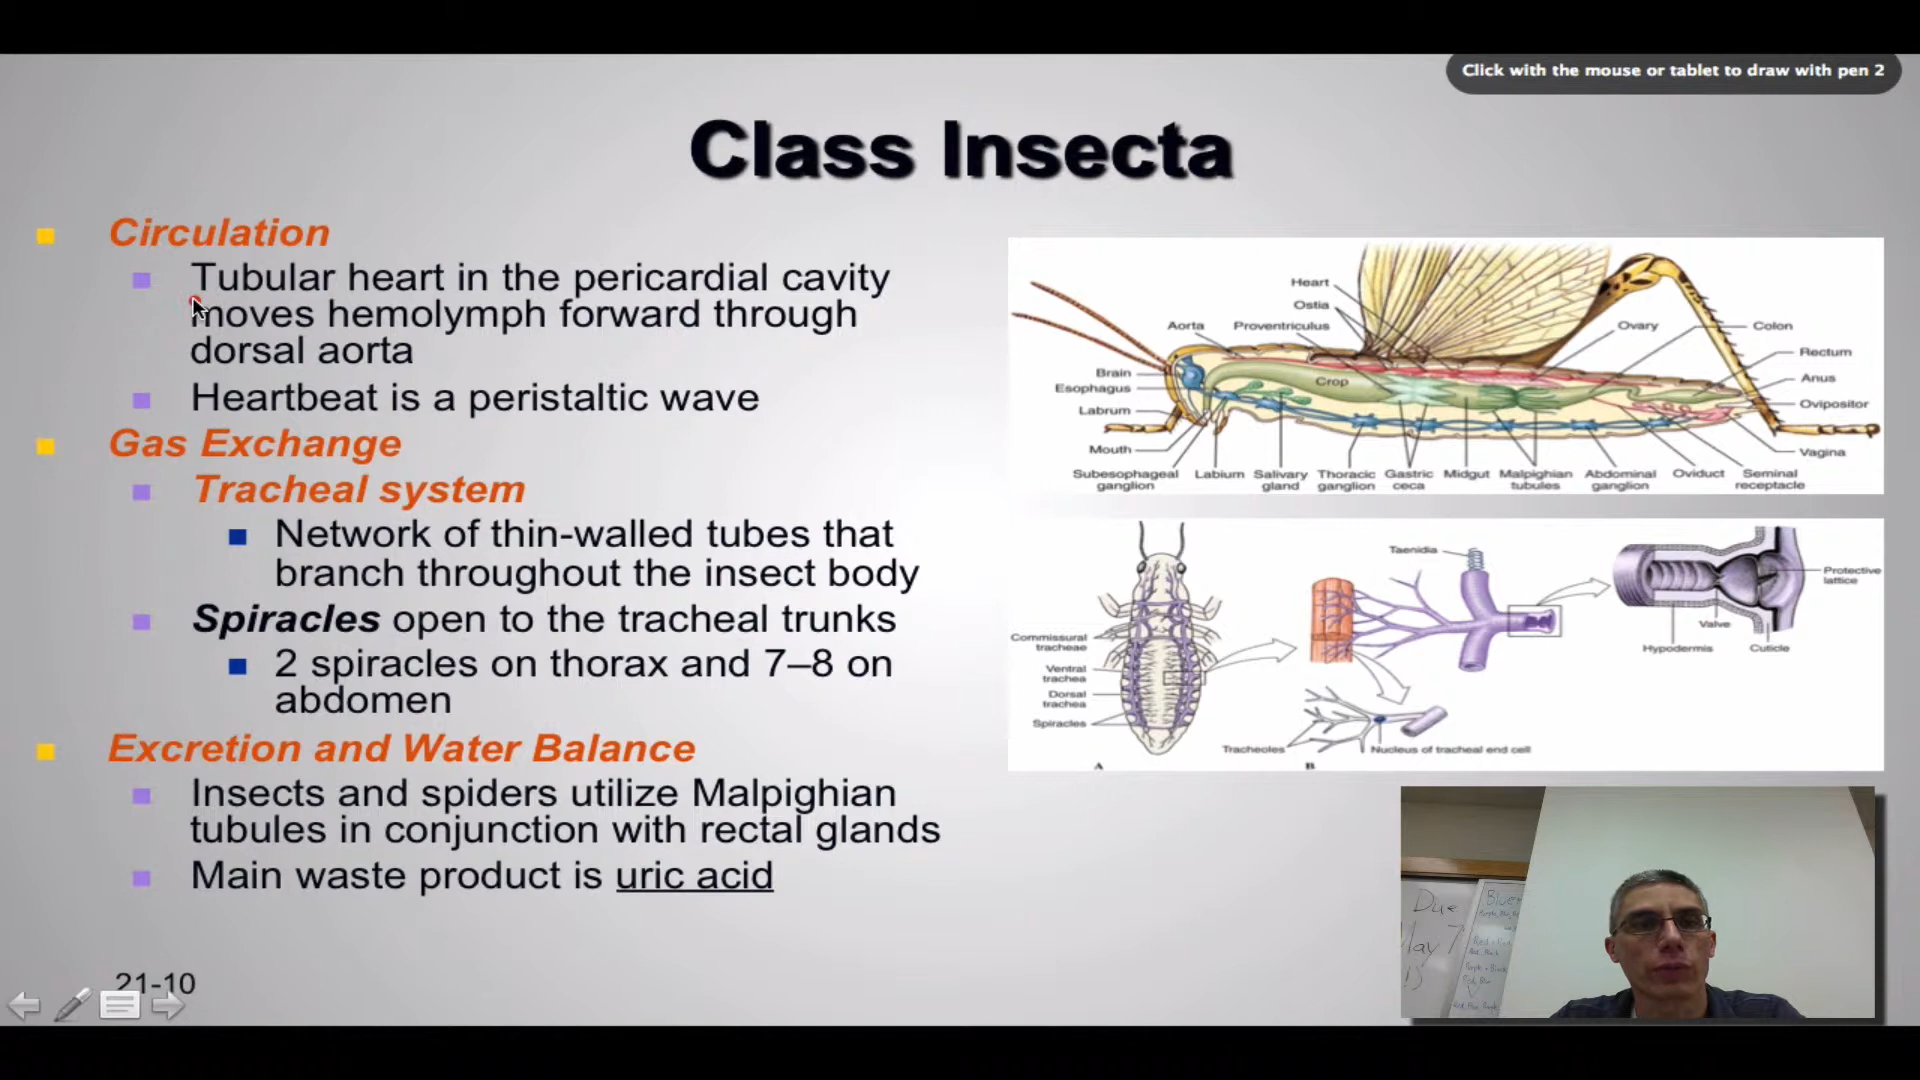 Click with the mouse or tablet to draw with pen 2
Class Insecta
Circulation
Tubular heart in the pericardial cavity
moves hemolymph forward through
dorsal aorta
Heartbeat is a peristaltic wave
Gas Exchange
Tracheal system
Network of thin-walled tubes that
branch throughout the insect body
Spiracles open to the tracheal trunks
2 spiracles on thorax and 7–8 on
abdomen
Excretion and Water Balance
Insects and spiders utilize Malpighian
tubules in conjunction with rectal glands
Main waste product is uric acid
21-10
Heart
Ostia
Aorta
Proventriculus
Ovary
Colon
Rectum
Brain
Crop
Anus
Esophagus
Ovipositor
Labrum
Mouth
Vagina
Subesophageal
ganglion
Labium
Salivary
gland
Thoracic
ganglion
Gastric
ceca
Midgut
Malpighian
tubules
Abdominal
ganglion
Oviduct
Seminal
receptacle
Taenidia
Protective
lattice
Valve
Commissural
tracheae
Hypodermis
Cuticle
Ventral
trachea
Dorsal
trachea
Spiracles
Tracheoles
Nucleus of tracheal end cell
A
B
Due
May 7